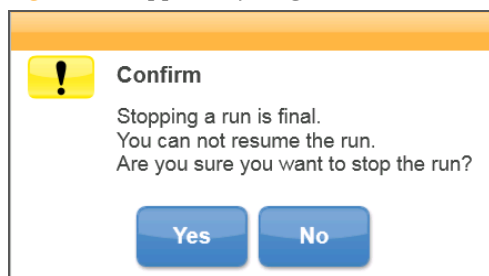 Confirm
Stopping a run is final.
You can not resume the run.
Are you sure you want to stop the run?
Yes No